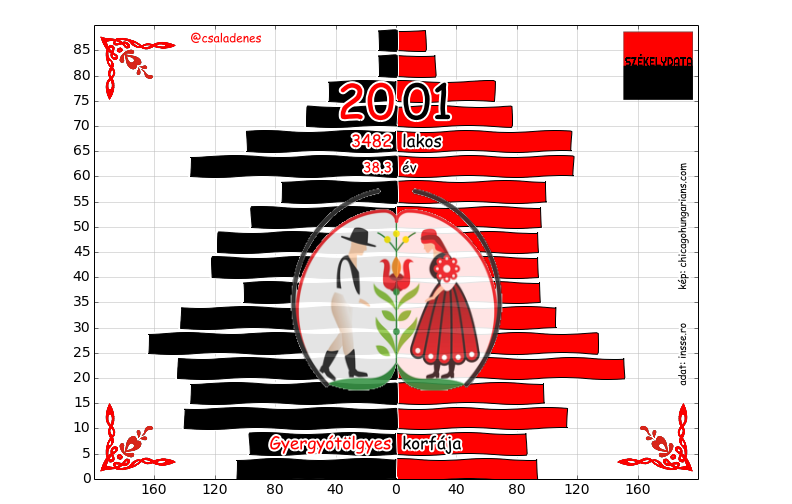 @csaladenes
SZÉKELYDATA
2001
3482 lakos
38.3 év
kép: chicagohungarians.com
adat: insse.ro
Gyergyótölgyes korfája
85
80
75
70
65
60
55
50
45
40
35
30
25
20
15
10
5
0
160 120 80 40 0 40 80 120 160